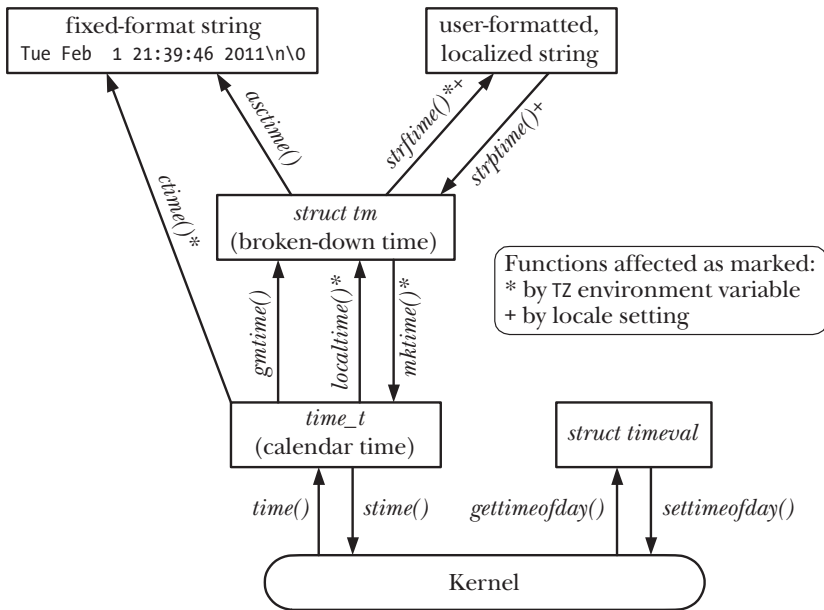 fixed-format string
Tue Feb  1 21:39:46 2011\n\0
user-formatted,
localized string
asctime()
strftime()*+
strptime()+
ctime()*
struct tm
(broken-down time)
Functions affected as marked:
* by TZ environment variable
+ by locale setting
gmtime()
localtime()*
mktime()*
time_t
(calendar time)
struct timeval
time()
stime()
gettimeofday()
settimeofday()
Kernel